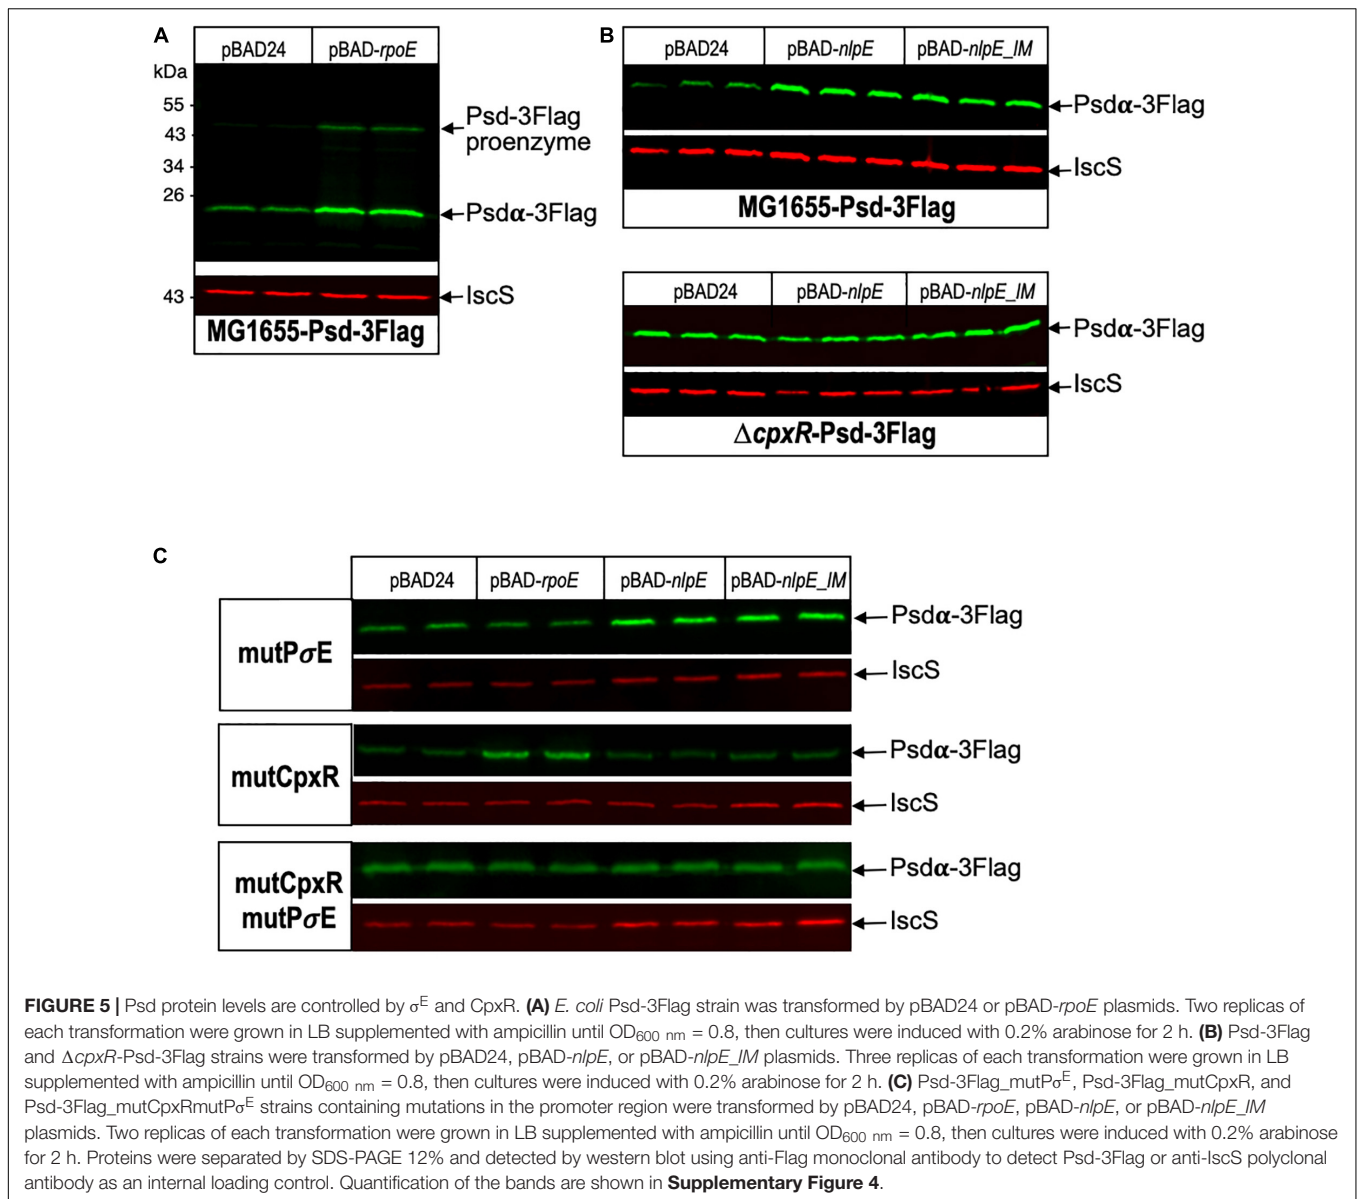 A
pBAD24
pBAD-rpoE
kDa
55
43
34
26
43
Psd-3Flag
proenzyme
Psdα-3Flag
IscS
MG1655-Psd-3Flag
B
pBAD24
pBAD-nlpE
pBAD-nlpE_IM
Psdα-3Flag
IscS
MG1655-Psd-3Flag
pBAD24
pBAD-nlpE
pBAD-nlpE_IM
Psdα-3Flag
IscS
ΔcpxR-Psd-3Flag
C
pBAD24
pBAD-rpoE
pBAD-nlpE
pBAD-nlpE_IM
mutPσE
Psdα-3Flag
IscS
mutCpxR
Psdα-3Flag
IscS
mutCpxR
mutPσE
Psdα-3Flag
IscS
FIGURE 5 | Psd protein levels are controlled by σE and CpxR. (A) E. coli Psd-3Flag strain was transformed by pBAD24 or pBAD-rpoE plasmids. Two replicas of
each transformation were grown in LB supplemented with ampicillin until OD600 nm = 0.8, then cultures were induced with 0.2% arabinose for 2 h. (B) Psd-3Flag
and ΔcpxR-Psd-3Flag strains were transformed by pBAD24, pBAD-nlpE, or pBAD-nlpE_IM plasmids. Three replicas of each transformation were grown in LB
supplemented with ampicillin until OD600 nm = 0.8, then cultures were induced with 0.2% arabinose for 2 h. (C) Psd-3Flag_mutPσE, Psd-3Flag_mutCpxR, and
Psd-3Flag_mutCpxRmutPσE strains containing mutations in the promoter region were transformed by pBAD24, pBAD-rpoE, pBAD-nlpE, or pBAD-nlpE_IM
plasmids. Two replicas of each transformation were grown in LB supplemented with ampicillin until OD600 nm = 0.8, then cultures were induced with 0.2% arabinose
for 2 h. Proteins were separated by SDS-PAGE 12% and detected by western blot using anti-Flag monoclonal antibody to detect Psd-3Flag or anti-IscS polyclonal
antibody as an internal loading control. Quantification of the bands are shown in Supplementary Figure 4.